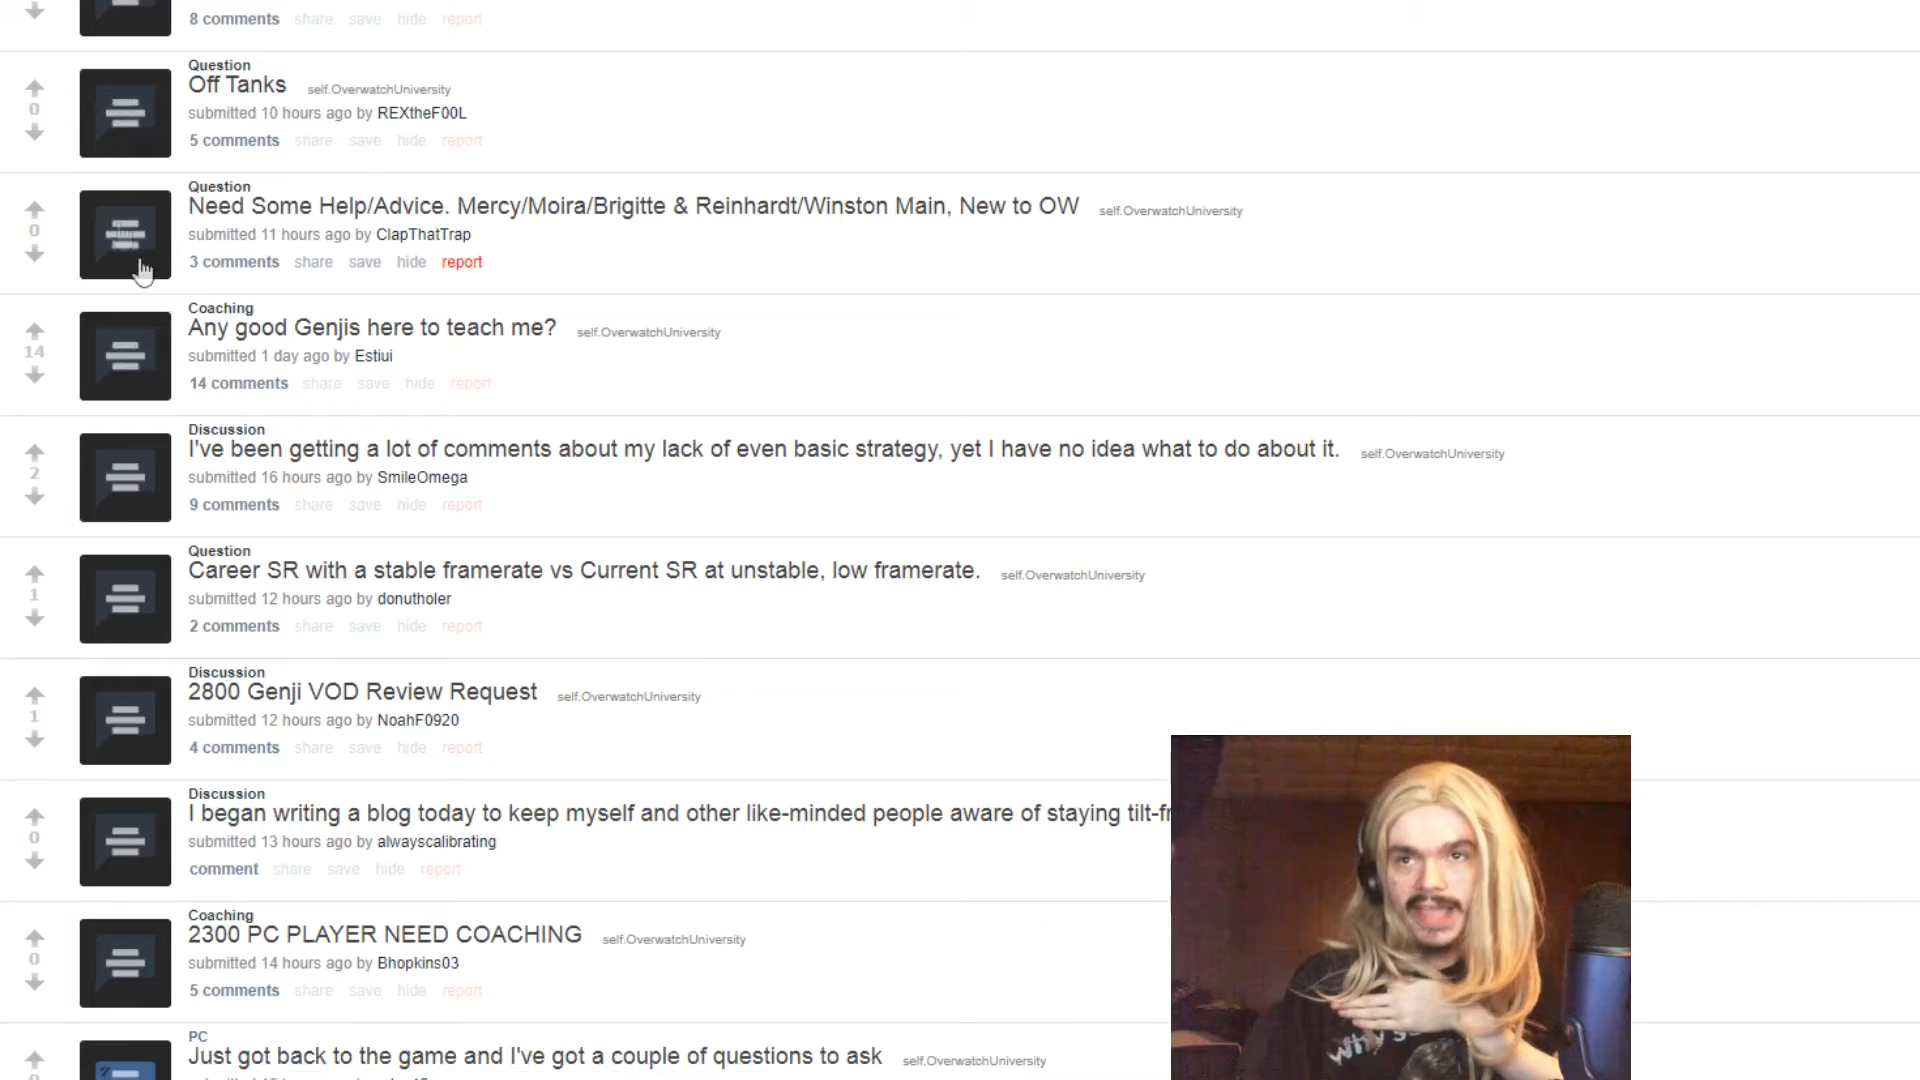 8 comments share save hide report
Question
Off Tanks self.OverwatchUniversity
0
submitted 10 hours ago by REXtheF00L
5 comments share save hide report
Question
Need Some Help/Advice. Mercy/Moira/Brigitte & Reinhardt/Winston Main, New to OW self.OverwatchUniversity
0
submitted 11 hours ago by ClapThatTrap
3 comments share save hide report
Coaching
Any good Genjis here to teach me? self.OverwatchUniversity
14
submitted 1 day ago by Estiui
14 comments share save hide report
Discussion
I've been getting a lot of comments about my lack of even basic strategy, yet I have no idea what to do about it. self.OverwatchUniversity
2
submitted 16 hours ago by SmileOmega
9 comments share save hide report
Question
Career SR with a stable framerate vs Current SR at unstable, low framerate. self.OverwatchUniversity
1
submitted 12 hours ago by donutholer
2 comments share save hide report
Discussion
2800 Genji VOD Review Request self.OverwatchUniversity
1
submitted 12 hours ago by NoahF0920
4 comments share save hide report
Discussion
I began writing a blog today to keep myself and other like-minded people aware of staying tilt-fr
0
submitted 13 hours ago by alwayscalibrating
comment share save hide report
Coaching
2300 PC PLAYER NEED COACHING self.OverwatchUniversity
0
submitted 14 hours ago by Bhopkins03
5 comments share save hide report
PC
Just got back to the game and I've got a couple of questions to ask self.OverwatchUniversity